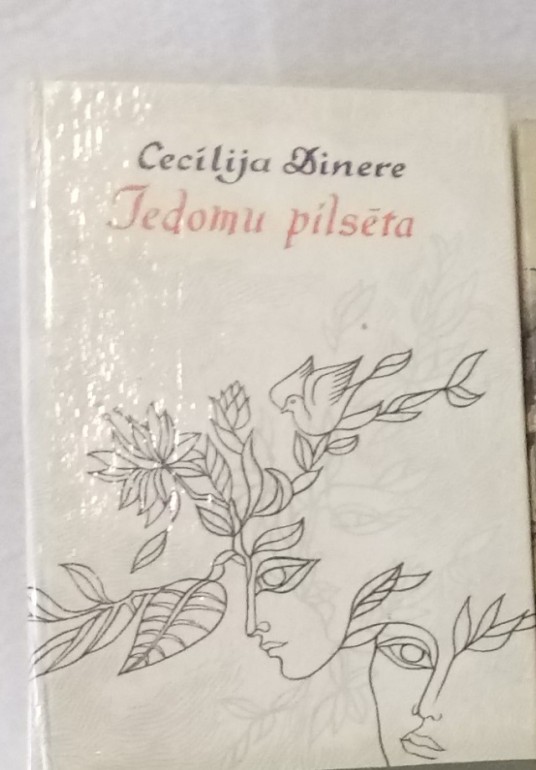 Cecīlija Dinere
Iedomu pilsēta